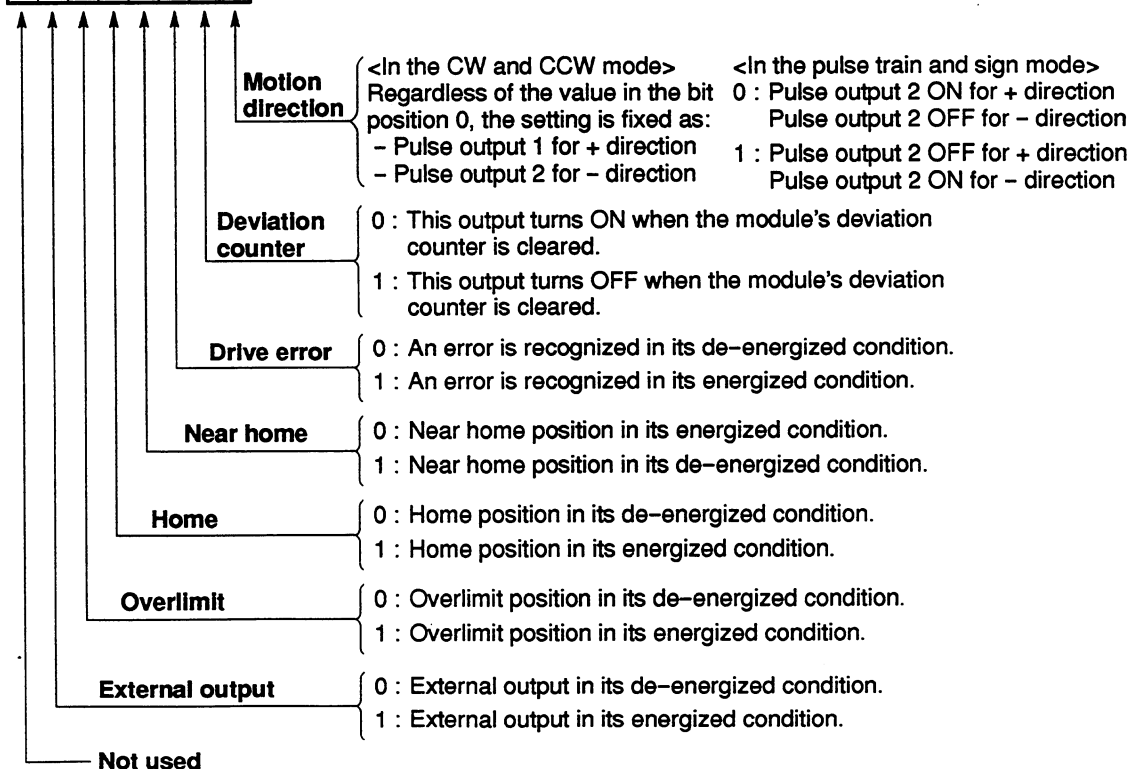 Motion
direction
<In the CW and CCW mode>
Regardless of the value in the bit
position 0, the setting is fixed as:
– Pulse output 1 for + direction
– Pulse output 2 for – direction
<In the pulse train and sign mode>
0 : Pulse output 2 ON for + direction
Pulse output 2 OFF for – direction
1 : Pulse output 2 OFF for + direction
Pulse output 2 ON for – direction
Deviation
counter
0 : This output turns ON when the module's deviation
counter is cleared.
1 : This output turns OFF when the module's deviation
counter is cleared.
Drive error
0 : An error is recognized in its de–energized condition.
1 : An error is recognized in its energized condition.
Near home
0 : Near home position in its energized condition.
1 : Near home position in its de–energized condition.
Home
0 : Home position in its de–energized condition.
1 : Home position in its energized condition.
Overlimit
0 : Overlimit position in its de–energized condition.
1 : Overlimit position in its energized condition.
External output
0 : External output in its de–energized condition.
1 : External output in its energized condition.
Not used